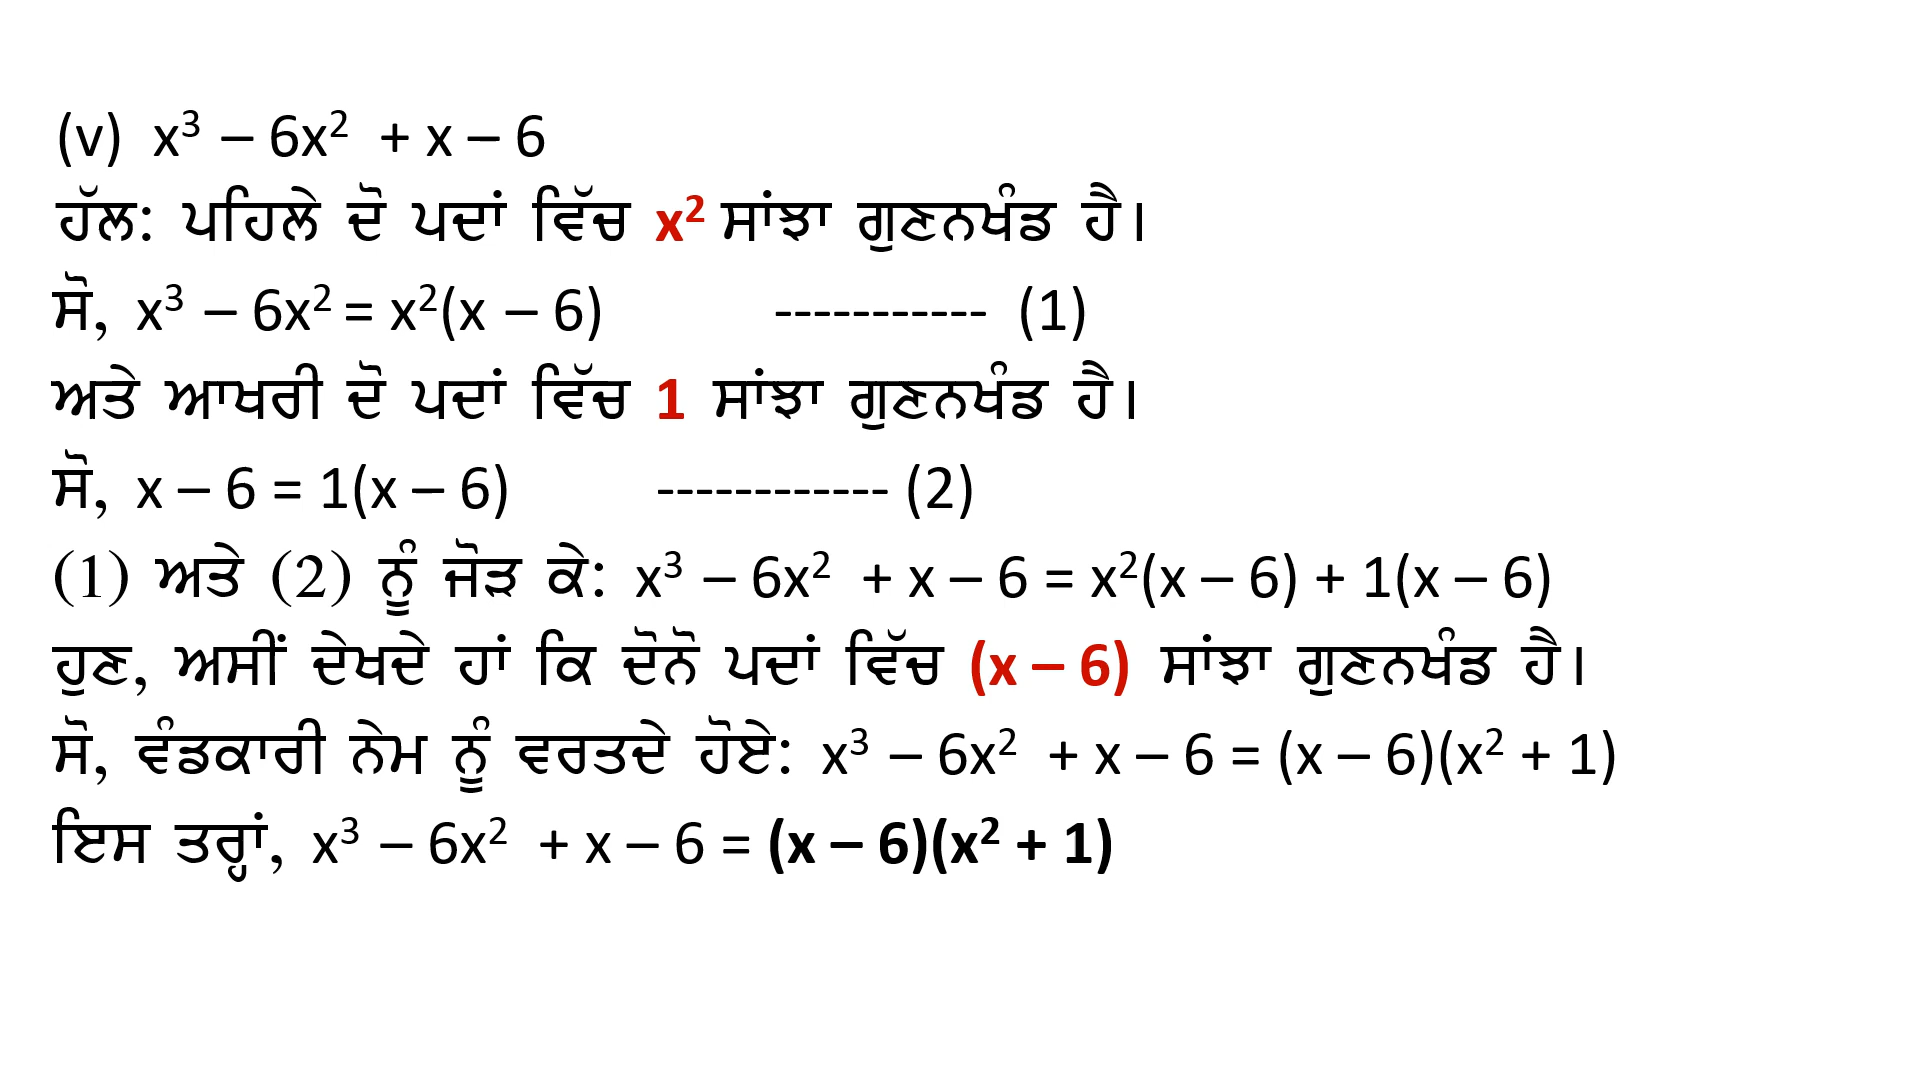 (v) x³ – 6x² + x – 6
ਹੱਲ: ਪਹਿਲੇ ਦੋ ਪਦਾਂ ਵਿੱਚ x² ਸਾਂਝਾ ਗੁਣਨਖੰਡ ਹੈ।
ਸੋ, x³ – 6x² = x²(x – 6) ----------- (1)
ਅਤੇ ਆਖਰੀ ਦੋ ਪਦਾਂ ਵਿੱਚ 1 ਸਾਂਝਾ ਗੁਣਨਖੰਡ ਹੈ।
ਸੋ, x – 6 = 1(x – 6) ------------ (2)
(1) ਅਤੇ (2) ਨੂੰ ਜੋੜ ਕੇ: x³ – 6x² + x – 6 = x²(x – 6) + 1(x – 6)
ਹੁਣ, ਅਸੀਂ ਦੇਖਦੇ ਹਾਂ ਕਿ ਦੋਨੋ ਪਦਾਂ ਵਿੱਚ (x – 6) ਸਾਂਝਾ ਗੁਣਨਖੰਡ ਹੈ।
ਸੋ, ਵੰਡਕਾਰੀ ਨੇਮ ਨੂੰ ਵਰਤਦੇ ਹੋਏ: x³ – 6x² + x – 6 = (x – 6)(x² + 1)
ਇਸ ਤਰ੍ਹਾਂ, x³ – 6x² + x – 6 = (x – 6)(x² + 1)